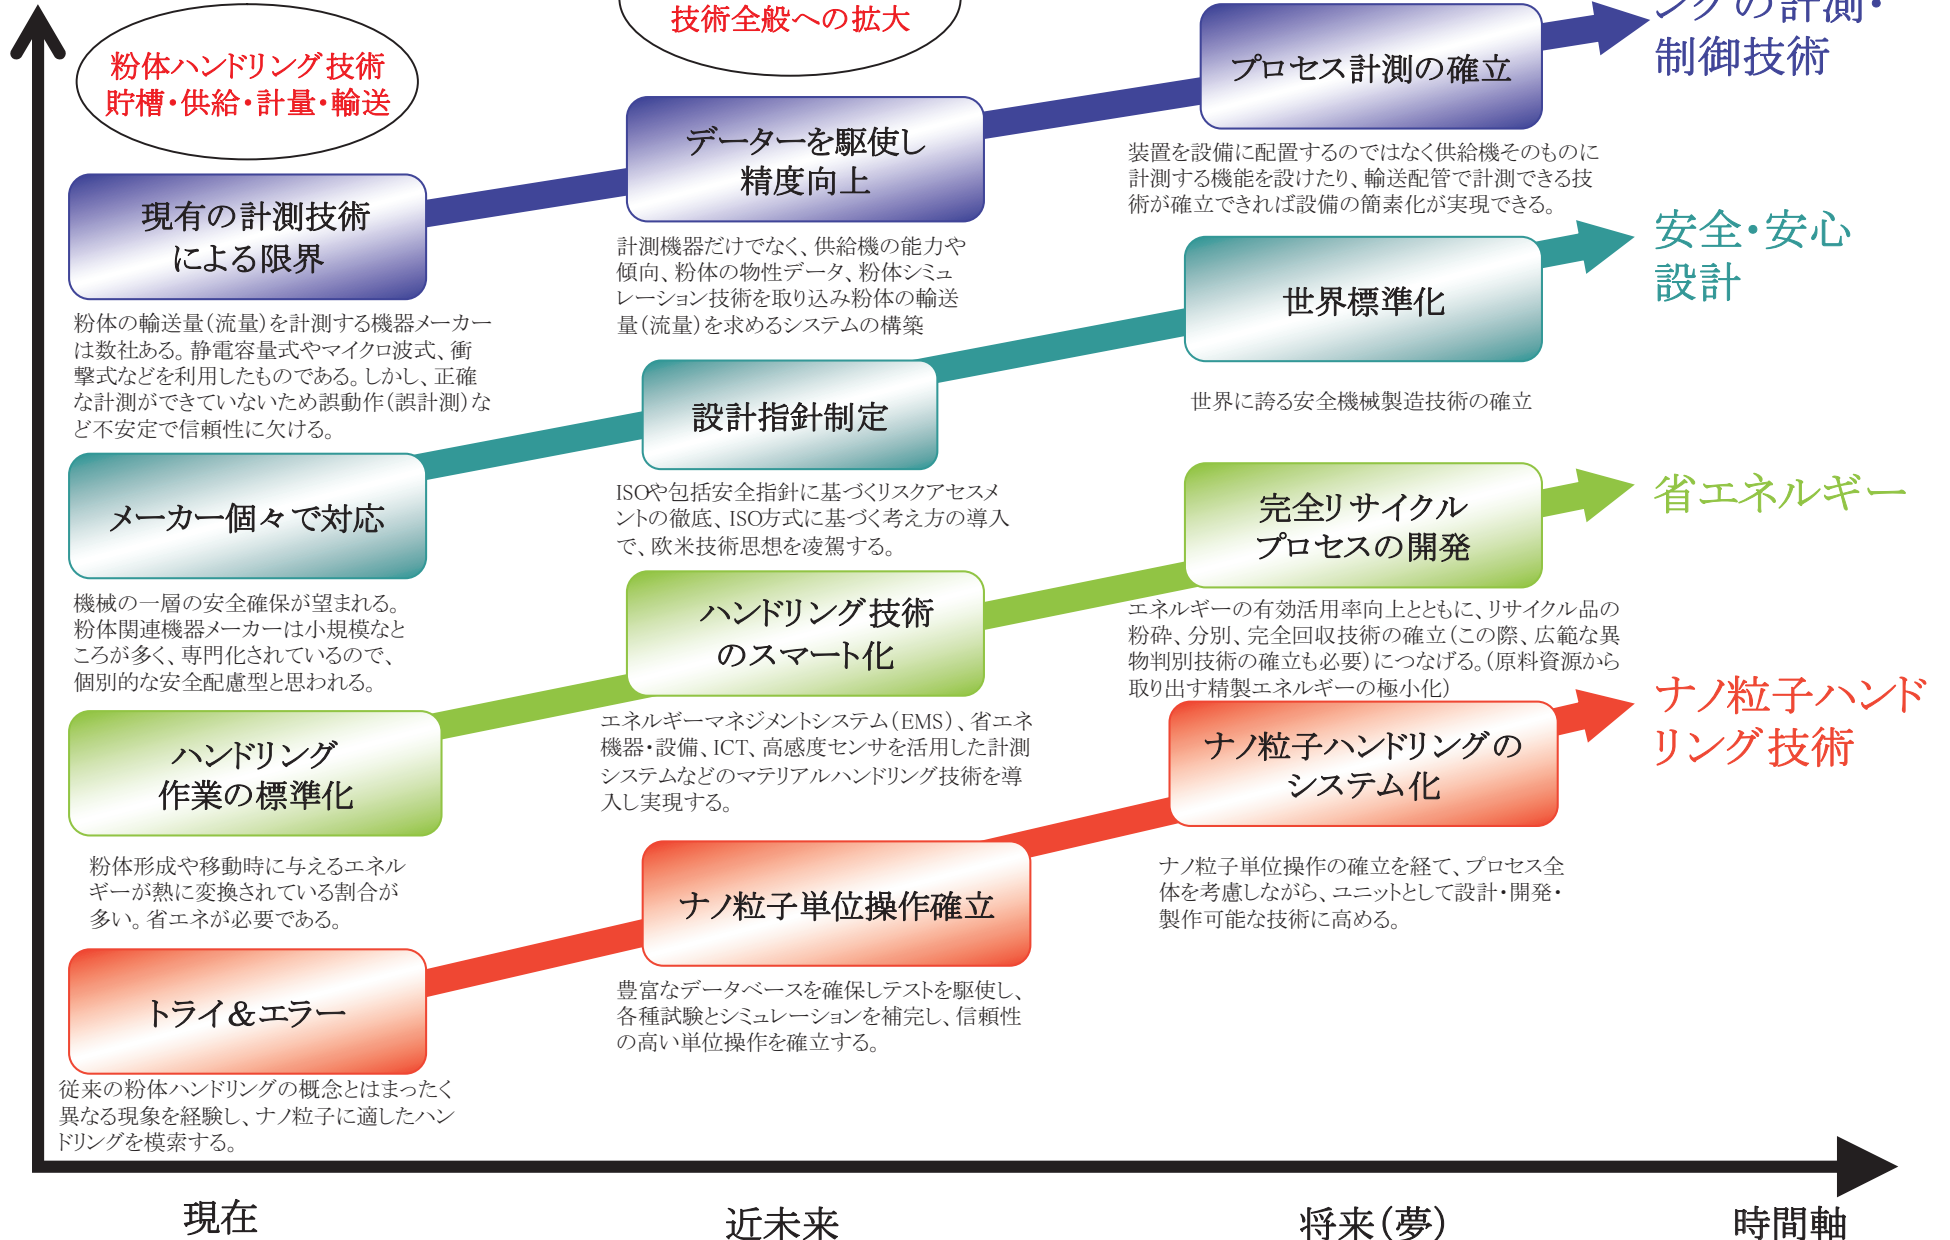 技術全般への拡大
粉体ハンドリング技術
貯槽・供給・計量・輸送
ングの計測・
制御技術
プロセス計測の確立
装置を設備に配置するのではなく供給機そのものに
計測する機能を設けたり、輸送配管で計測できる技
術が確立できれば設備の簡素化が実現できる。
データーを駆使し
精度向上
計測機器だけでなく、供給機の能力や
傾向、粉体の物性データ、粉体シミュ
レーション技術を取り込み粉体の輸送
量(流量)を求めるシステムの構築
現有の計測技術
による限界
粉体の輸送量(流量)を計測する機器メーカー
は数社ある。静電容量式やマイクロ波式、衝
撃式などを利用したものである。しかし、正確
な計測ができていないため誤動作(誤計測)な
ど不安定で信頼性に欠ける。
安全・安心
設計
世界標準化
世界に誇る安全機械製造技術の確立
設計指針制定
ISOや包括安全指針に基づくリスクアセスメ
ントの徹底、ISO方式に基づく考え方の導入
で、欧米技術思想を凌駕する。
メーカー個々で対応
機械の一層の安全確保が望まれる。
粉体関連機器メーカーは小規模なと
ころが多く、専門化されているので、
個別的な安全配慮型と思われる。
省エネルギー
完全リサイクル
プロセスの開発
エネルギーの有効活用率向上とともに、リサイクル品の
粉砕、分別、完全回収技術の確立(この際、広範な異
物判別技術の確立も必要)につなげる。(原料資源から
取り出す精製エネルギーの極小化)
ハンドリング技術
のスマート化
エネルギーマネジメントシステム(EMS)、省エネ
機器・設備、ICT、高感度センサを活用した計測
システムなどのマテリアルハンドリング技術を導
入し実現する。
ハンドリング
作業の標準化
粉体形成や移動時に与えるエネル
ギーが熱に変換されている割合が
多い。省エネが必要である。
ナノ粒子ハンド
リング技術
ナノ粒子ハンドリングの
システム化
ナノ粒子単位操作の確立を経て、プロセス全
体を考慮しながら、ユニットとして設計・開発・
製作可能な技術に高める。
ナノ粒子単位操作確立
豊富なデータベースを確保しテストを駆使し、
各種試験とシミュレーションを補完し、信頼性
の高い単位操作を確立する。
トライ&エラー
従来の粉体ハンドリングの概念とはまったく
異なる現象を経験し、ナノ粒子に適したハン
ドリングを模索する。
現在
近未来
将来(夢)
時間軸